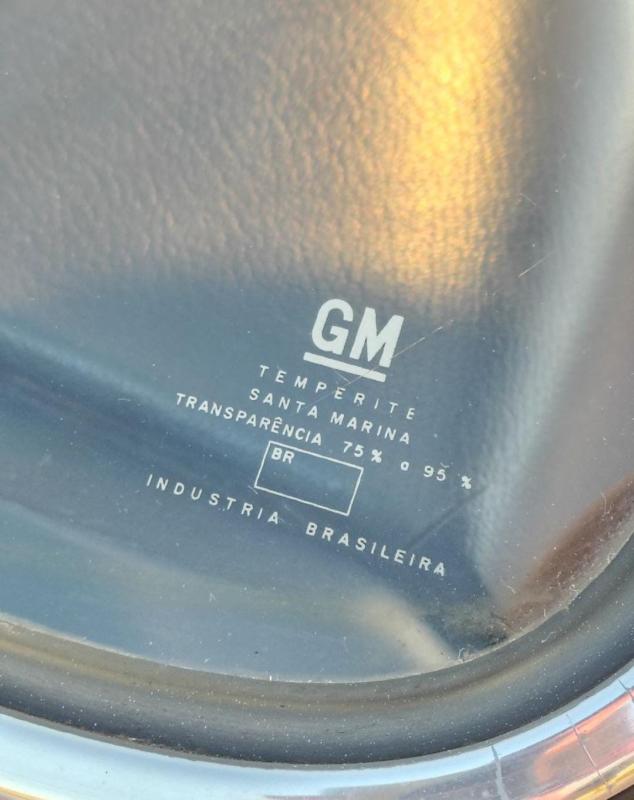 GM
TEMPERITE
SANTA MARINA
TRANSPARÊNCIA 75% a 95%
BR
INDUSTRIA BRASILEIRA